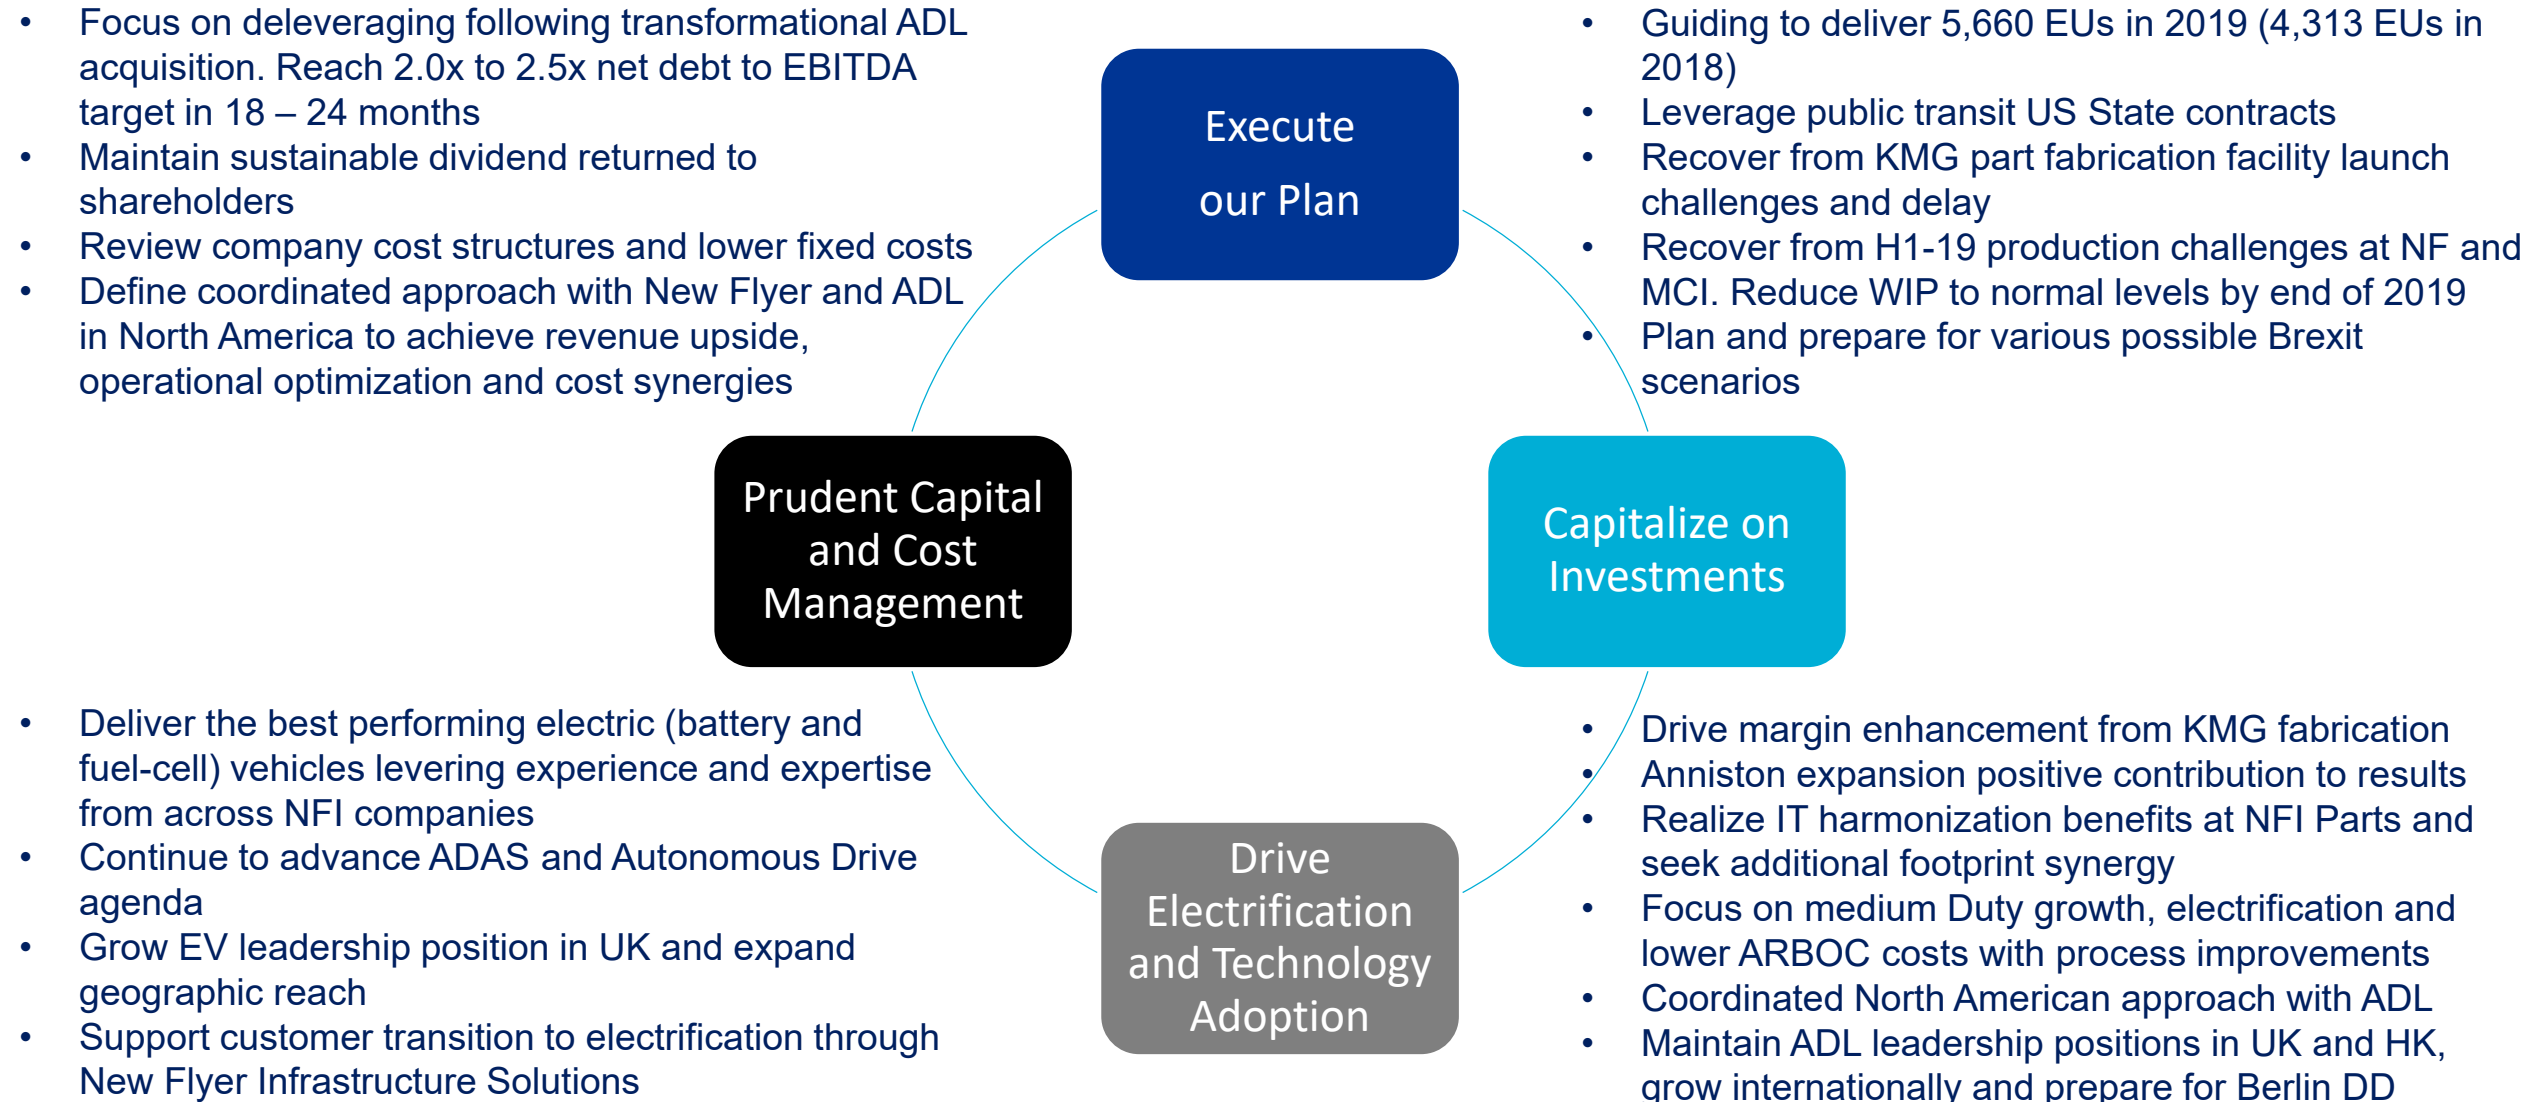 • Focus on deleveraging following transformational ADL
acquisition. Reach 2.0x to 2.5x net debt to EBITDA
target in 18 – 24 months
• Maintain sustainable dividend returned to
shareholders
• Review company cost structures and lower fixed costs
• Define coordinated approach with New Flyer and ADL
in North America to achieve revenue upside,
operational optimization and cost synergies
Execute
our Plan
• Guiding to deliver 5,660 EUs in 2019 (4,313 EUs in
2018)
• Leverage public transit US State contracts
• Recover from KMG part fabrication facility launch
challenges and delay
• Recover from H1-19 production challenges at NF and
MCI. Reduce WIP to normal levels by end of 2019
• Plan and prepare for various possible Brexit
scenarios
Prudent Capital
and Cost
Management
Capitalize on
Investments
• Deliver the best performing electric (battery and
fuel-cell) vehicles levering experience and expertise
from across NFI companies
• Continue to advance ADAS and Autonomous Drive
agenda
• Grow EV leadership position in UK and expand
geographic reach
• Support customer transition to electrification through
New Flyer Infrastructure Solutions
Drive
Electrification
and Technology
Adoption
• Drive margin enhancement from KMG fabrication
• Anniston expansion positive contribution to results
• Realize IT harmonization benefits at NFI Parts and
seek additional footprint synergy
• Focus on medium Duty growth, electrification and
lower ARBOC costs with process improvements
• Coordinated North American approach with ADL
• Maintain ADL leadership positions in UK and HK,
grow internationally and prepare for Berlin DD